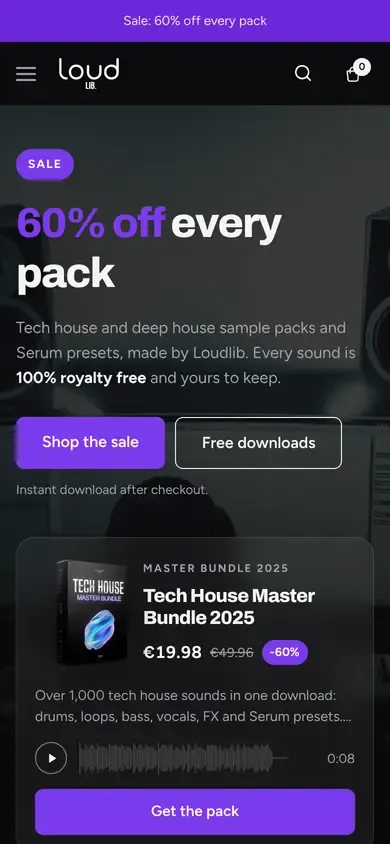 Sale: 60% off every pack
loud
LIB.
0
SALE
60% off every
pack
Tech house and deep house sample packs and
Serum presets, made by Loudlib. Every sound is
100% royalty free and yours to keep.
Shop the sale
Free downloads
Instant download after checkout.
TECH HOUSE
MASTER BUNDLE
MASTER BUNDLE 2025
Tech House Master
Bundle 2025
€19.98 €49.96 -60%
Over 1,000 tech house sounds in one download:
drums, loops, bass, vocals, FX and Serum presets....
0:08
Get the pack